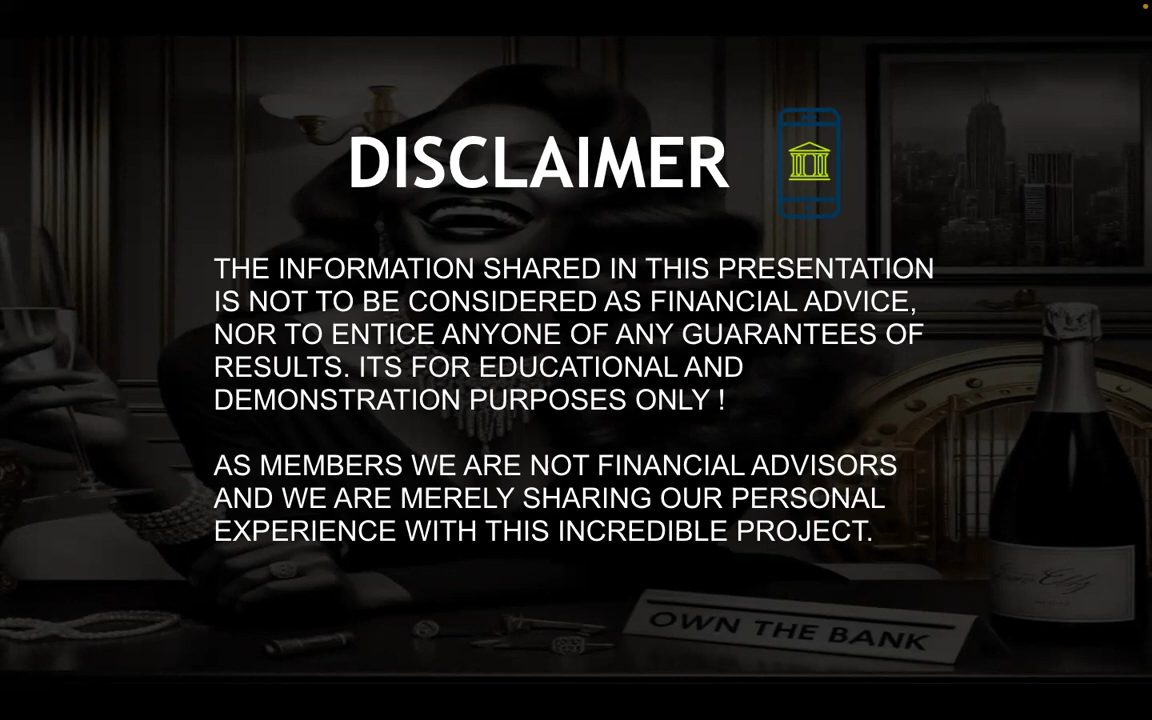 DISCLAIMER
THE INFORMATION SHARED IN THIS PRESENTATION
IS NOT TO BE CONSIDERED AS FINANCIAL ADVICE,
NOR TO ENTICE ANYONE OF ANY GUARANTEES OF
RESULTS. ITS FOR EDUCATIONAL AND
DEMONSTRATION PURPOSES ONLY !
AS MEMBERS WE ARE NOT FINANCIAL ADVISORS
AND WE ARE MERELY SHARING OUR PERSONAL
EXPERIENCE WITH THIS INCREDIBLE PROJECT.
OWN THE BANK